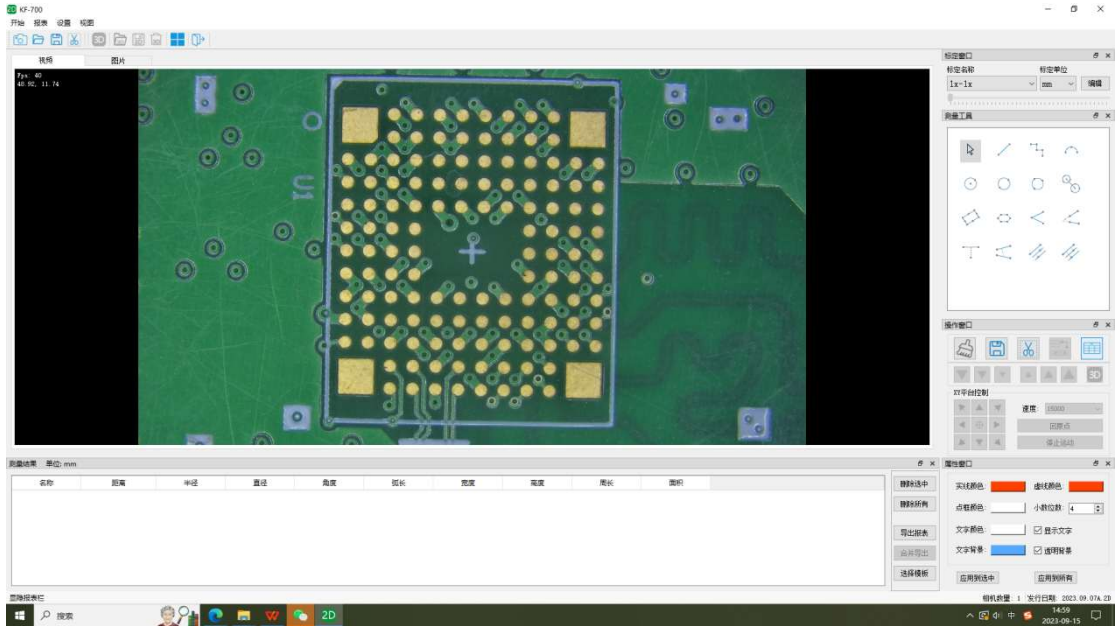 KF-700
开始 报表 设置 视图
3D
视频 图片
Fps: 40
40.92, 11.74
U1
标定窗口
标定名称 标定单位
1x-1x mm 编辑
测量工具
操作窗口
3D
XY平台控制
速度: 15000
回原点
停止运动
测量结果 单位: mm
名称 距离 半径 直径 角度 弧长 宽度 高度 周长 面积
删除选中
删除所有
导出报表
合并导出
选择模板
属性窗口
实线颜色: 虚线颜色:
点框颜色: 小数位数: 4
文字颜色: 显示文字
文字背景: 透明背景
应用到选中 应用到所有
显隐报表栏
相机数量: 1 发行日期: 2023.09.07A.2D
搜索
2D
中
14:59
2023-09-15